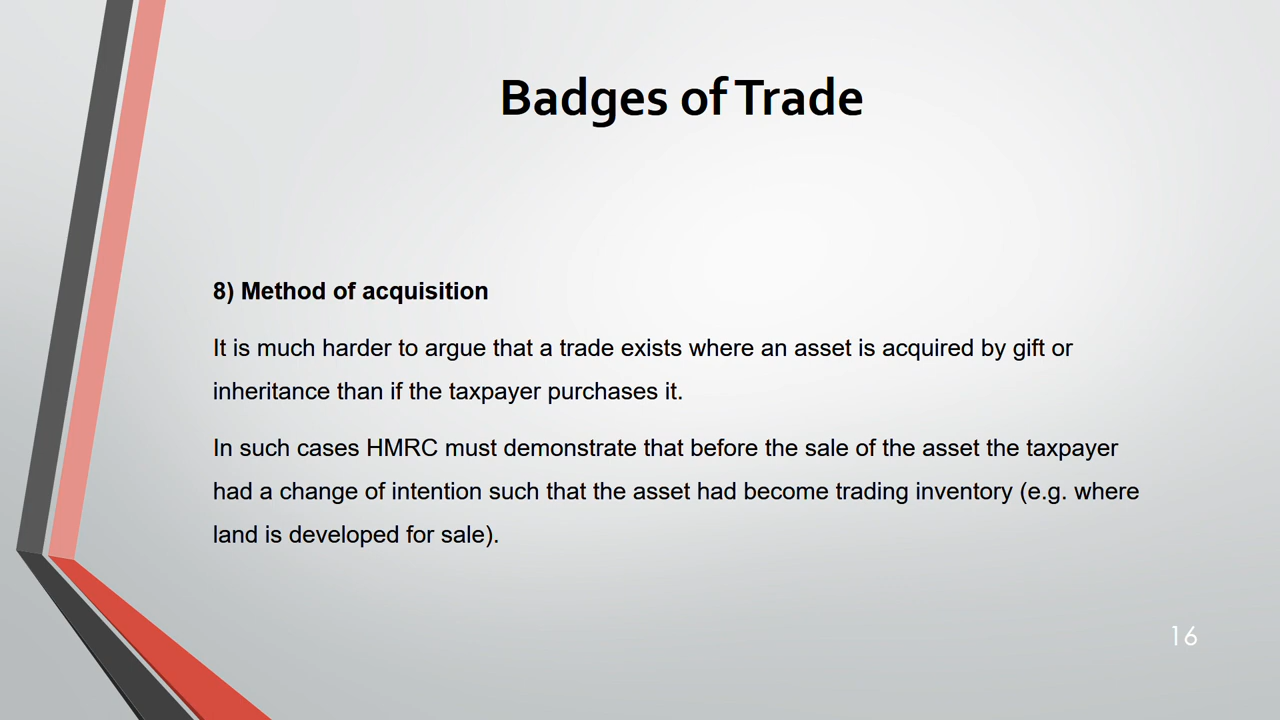 Badges of Trade
8) Method of acquisition
It is much harder to argue that a trade exists where an asset is acquired by gift or
inheritance than if the taxpayer purchases it.
In such cases HMRC must demonstrate that before the sale of the asset the taxpayer
had a change of intention such that the asset had become trading inventory (e.g. where
land is developed for sale).
16